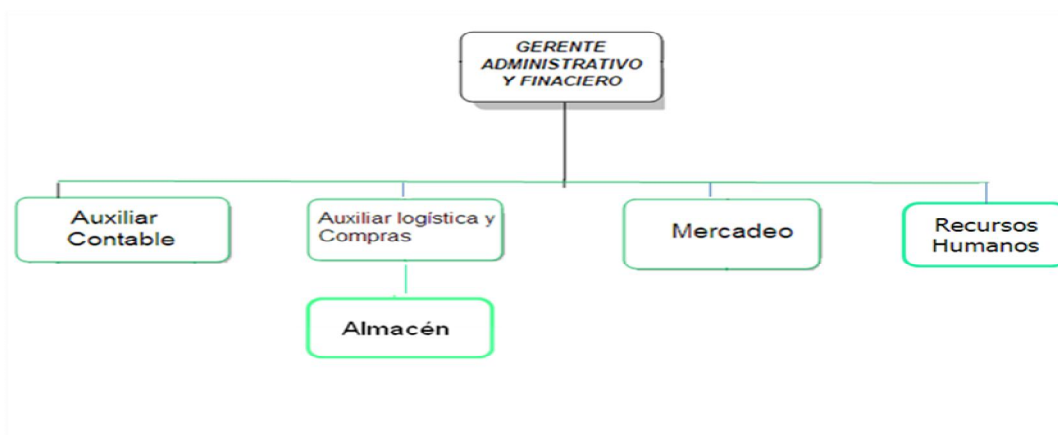 GERENTE
ADMINISTRATIVO
Y FINACIERO
Auxiliar
Contable
Auxiliar logística y
Compras
Mercadeo
Recursos
Humanos
Almacén